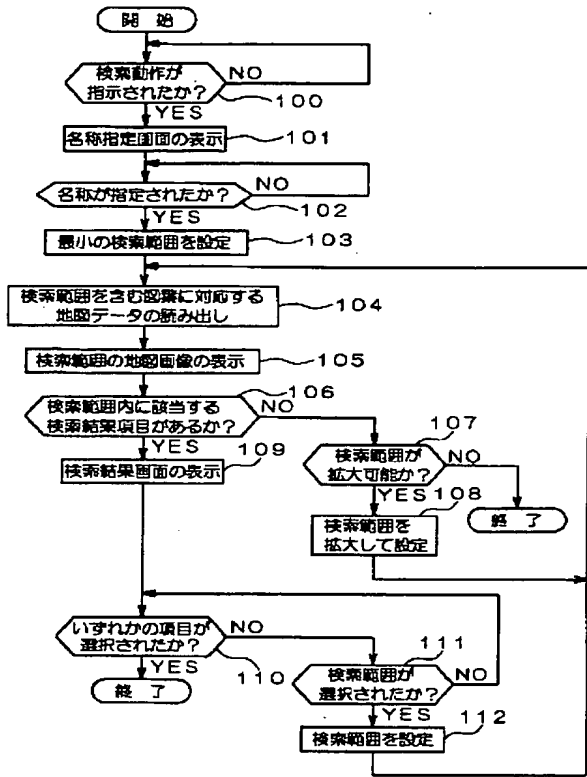 開 始
検索動作が
指示されたか?
NO
100
YES
名称指定画面の表示
101
名称が指定されたか?
NO
102
YES
最小の検索範囲を設定
103
検索範囲を含む図葉に対応する
地図データの読み出し
104
検索範囲の地図画像の表示
105
106
検索範囲内に該当する
検索結果項目があるか?
NO
YES
109
検索結果画面の表示
107
検索範囲が
拡大可能か?
NO
YES
108
検索範囲を
拡大して設定
終 了
いずれかの項目が
選択されたか?
NO
110
YES
終 了
111
検索範囲が
選択されたか?
NO
YES
112
検索範囲を設定